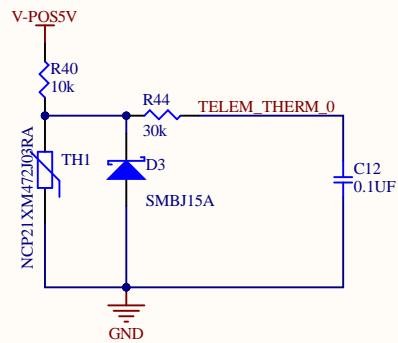 V-POS5V
R40
10k
R44
30k
TELEM_THERM_0
NCP21XM472J03RA
TH1
D3
SMBJ15A
C12
0.1UF
GND